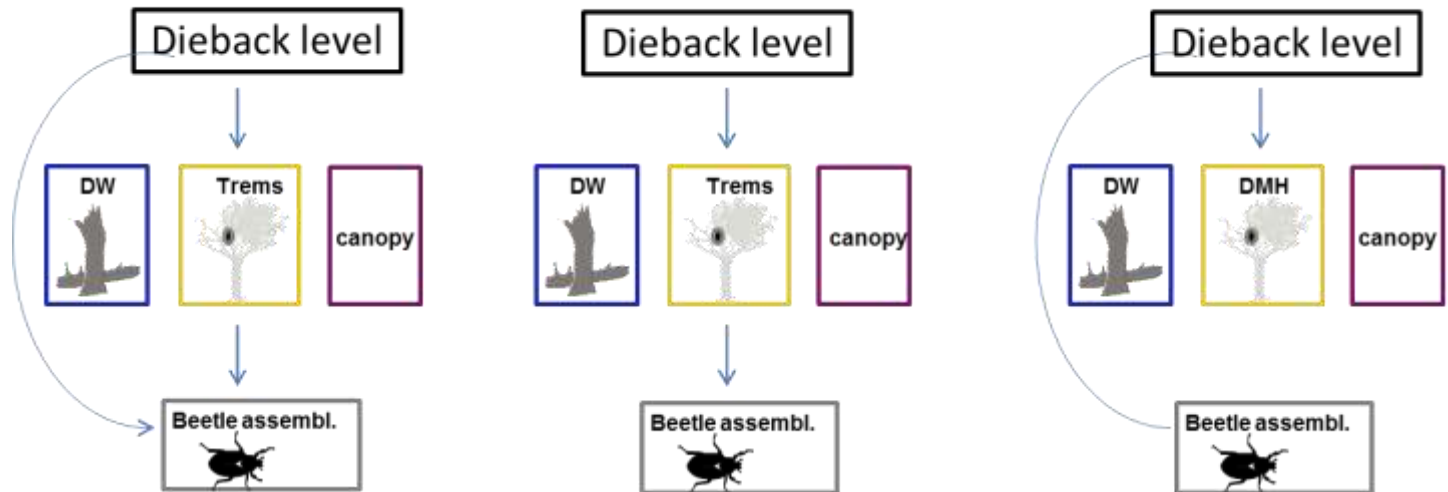 Dieback level
DW
Trems
canopy
Beetle assembl.
Dieback level
DW
Trems
canopy
Beetle assembl.
Dieback level
DW
DMH
canopy
Beetle assembl.